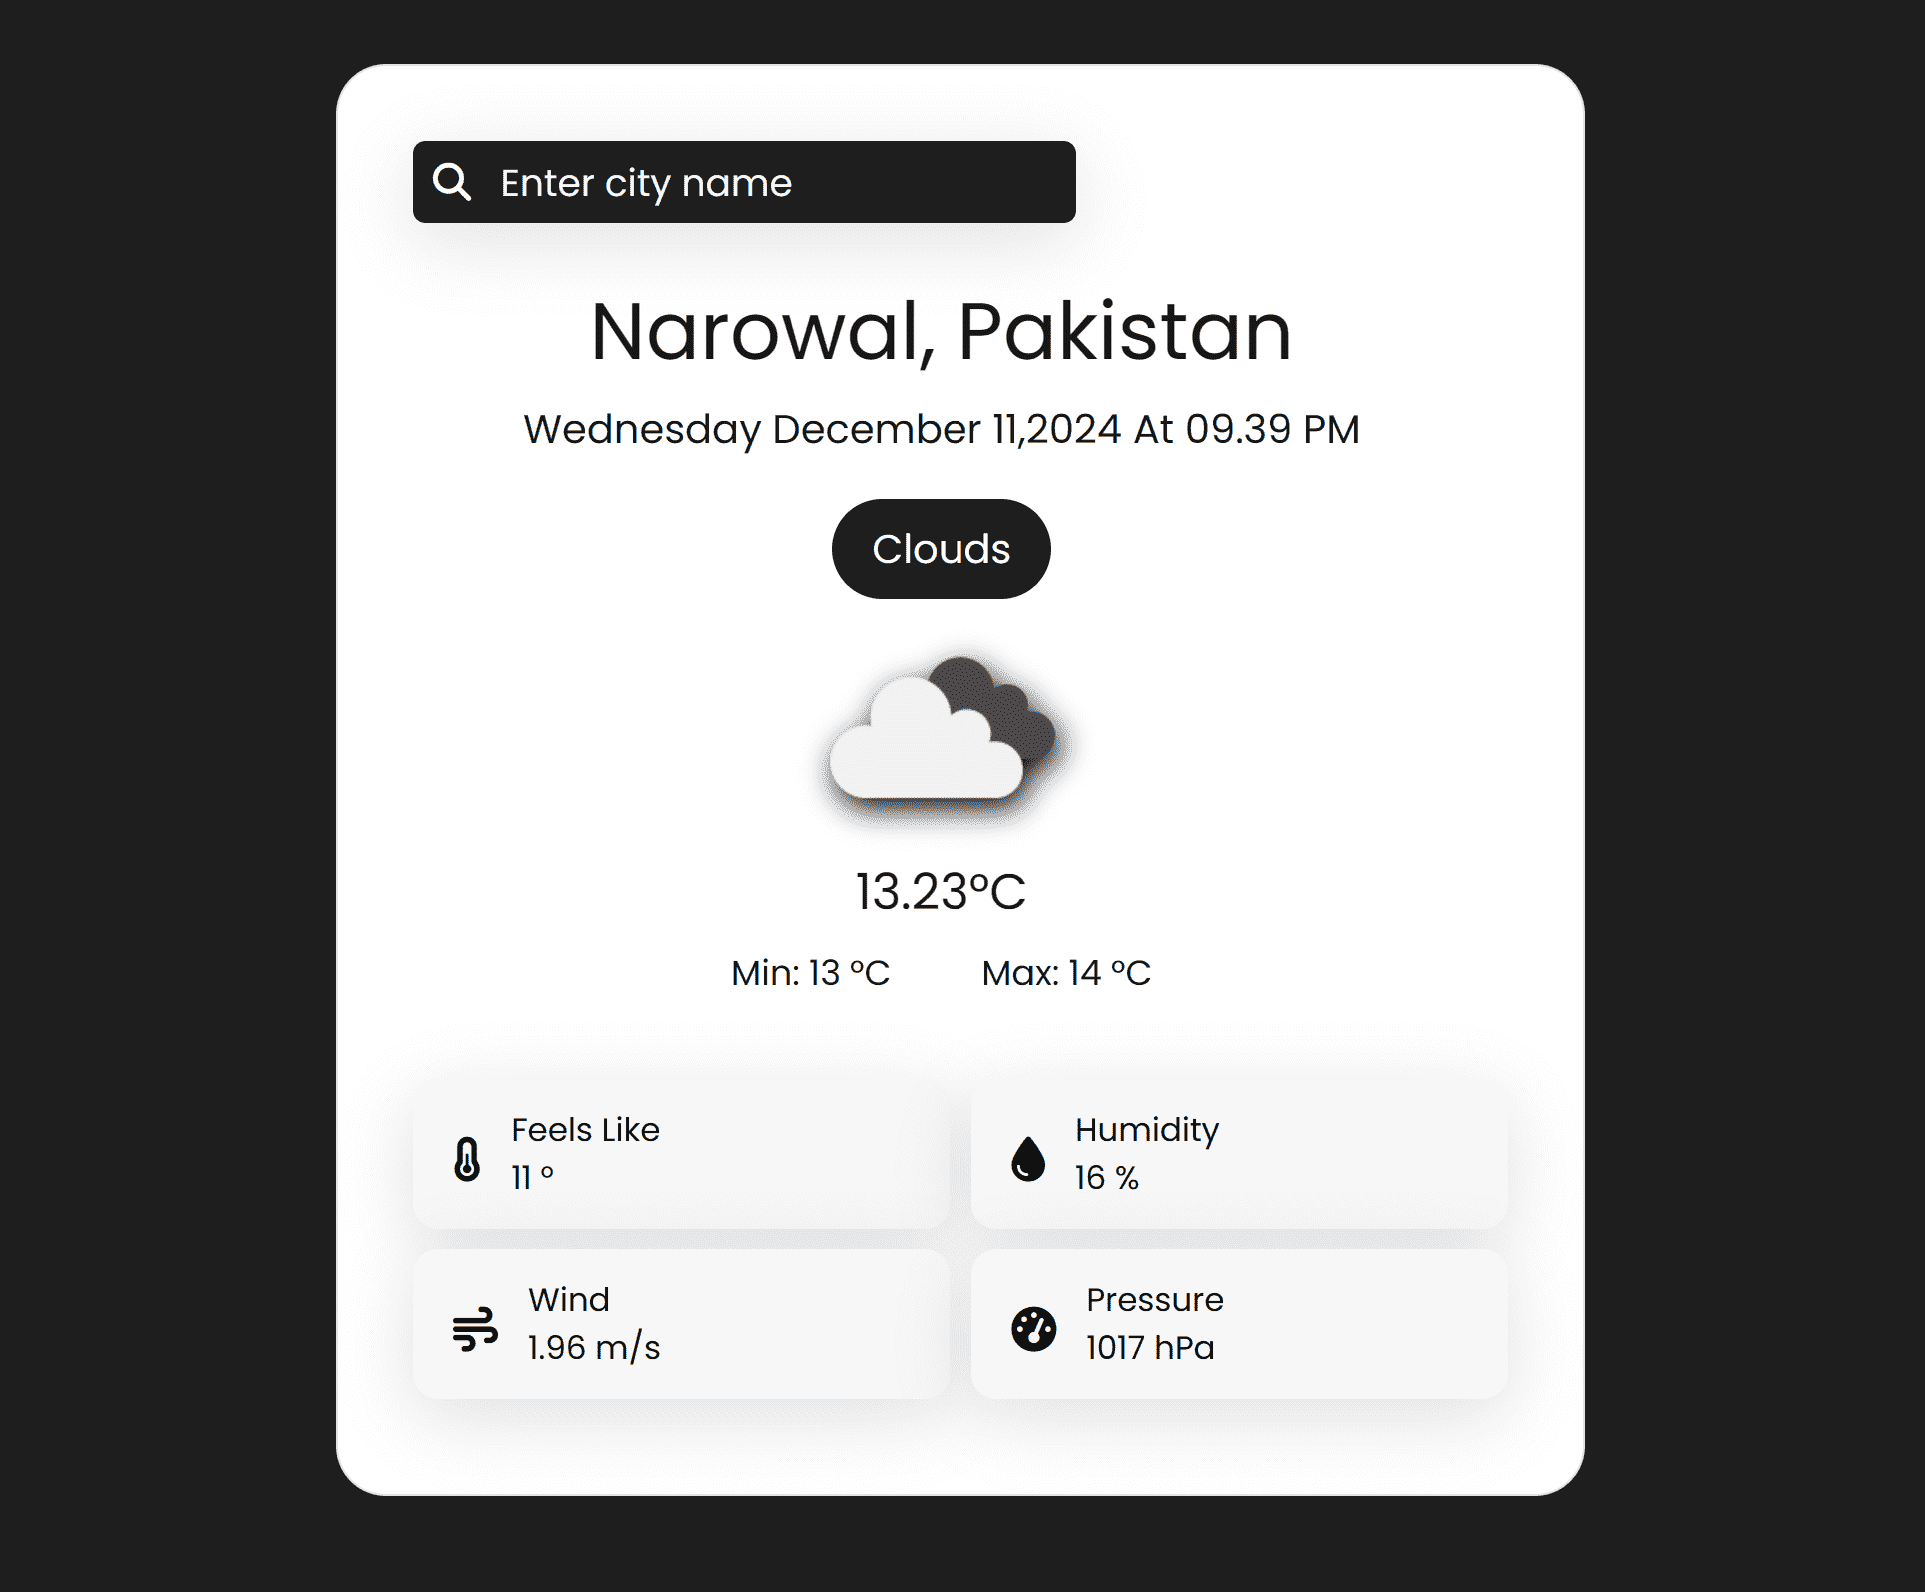 Enter city name
Narowal, Pakistan
Wednesday December 11,2024 At 09.39 PM
Clouds
13.23°C
Min: 13 °C Max: 14 °C
Feels Like
11 °
Humidity
16 %
Wind
1.96 m/s
Pressure
1017 hPa